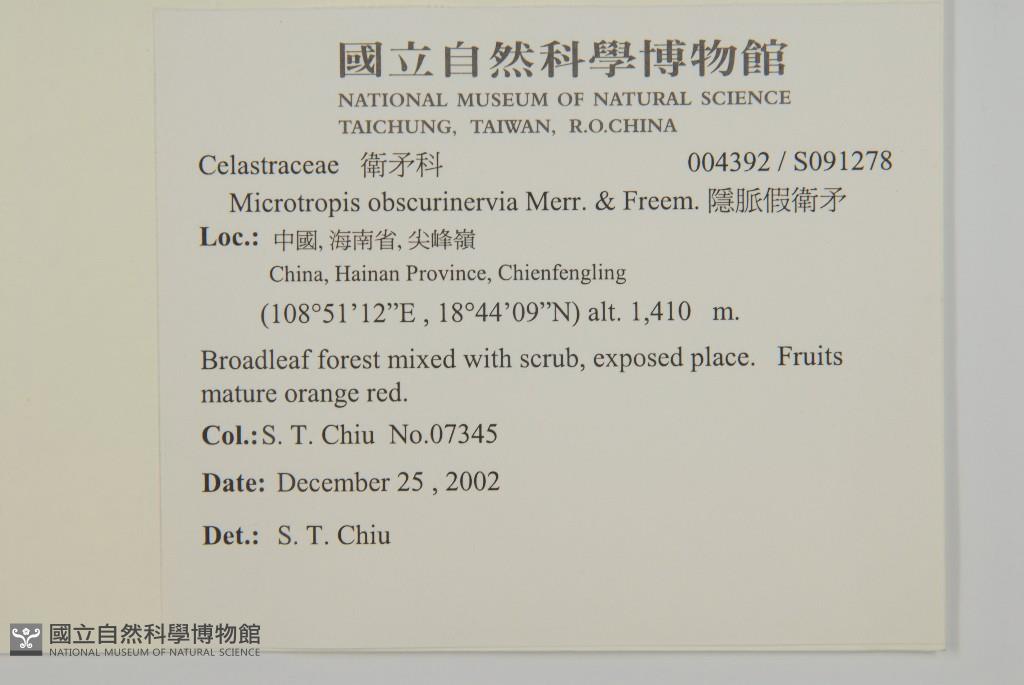 國立自然科學博物館
NATIONAL MUSEUM OF NATURAL SCIENCE
TAICHUNG, TAIWAN, R.O.CHINA
Celastraceae 衛矛科 004392 / S091278
Microtropis obscurinervia Merr. & Freem. 隱脈假衛矛
Loc.: 中國, 海南省, 尖峰嶺
China, Hainan Province, Chienfengling
(108°51’12”E , 18°44’09”N) alt. 1,410 m.
Broadleaf forest mixed with scrub, exposed place. Fruits
mature orange red.
Col.: S. T. Chiu No.07345
Date: December 25 , 2002
Det.: S. T. Chiu
國立自然科學博物館
NATIONAL MUSEUM OF NATURAL SCIENCE